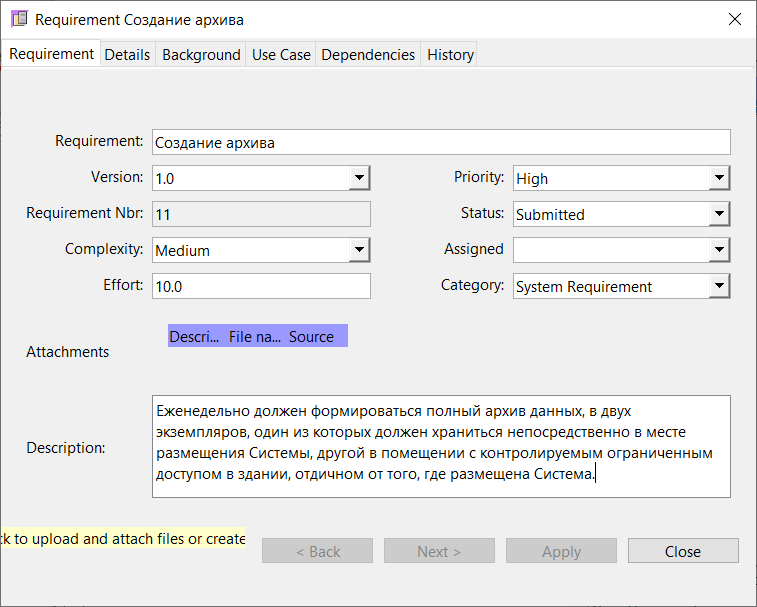 Requirement Создание архива
Requirement Details Background Use Case Dependencies History
Requirement: Создание архива
Version: 1.0 Priority: High
Requirement Nbr: 11 Status: Submitted
Complexity: Medium Assigned
Effort: 10.0 Category: System Requirement
Descri... File na... Source
Attachments
Description:
Еженедельно должен формироваться полный архив данных, в двух
экземпляров, один из которых должен храниться непосредственно в месте
размещения Системы, другой в помещении с контролируемым ограниченным
доступом в здании, отдичном от того, где размещена Система.
ck to upload and attach files or create
< Back Next > Apply Close